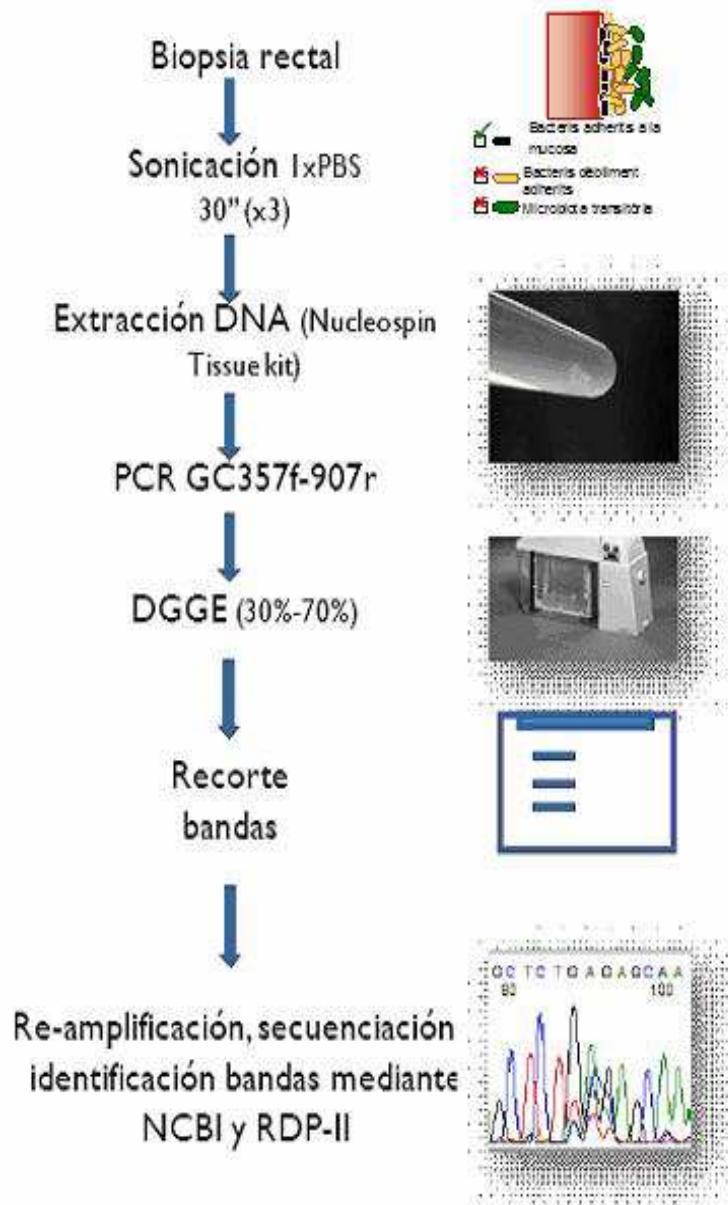 Biopsia rectal
Sonicación 1xPBS
30" (x3)
Extracción DNA (Nucleospin
Tissue kit)
PCR GC357f-907r
DGGE (30%-70%)
Recorte
bandas
Re-amplificación, secuenciación
identificación bandas mediante
NCBI y RDP-II
Bacteris adherits a la
mucosa
Bacteris dèbilment
adherits
Microbiota transitòria
G C T C T G A G A G C A A
100